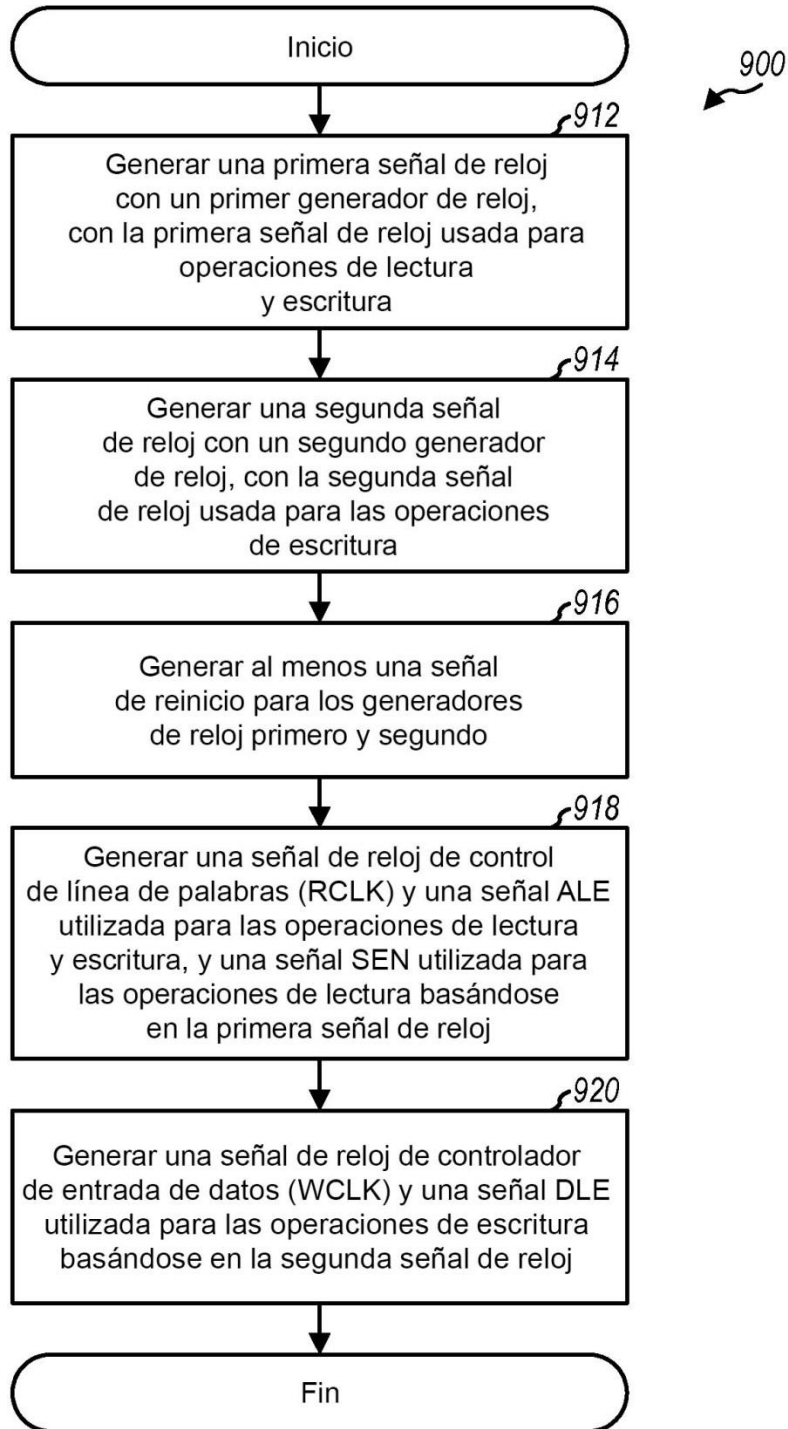 Inicio
900
912
Generar una primera señal de reloj
con un primer generador de reloj,
con la primera señal de reloj usada para
operaciones de lectura
y escritura
914
Generar una segunda señal
de reloj con un segundo generador
de reloj, con la segunda señal
de reloj usada para las operaciones
de escritura
916
Generar al menos una señal
de reinicio para los generadores
de reloj primero y segundo
918
Generar una señal de reloj de control
de línea de palabras (RCLK) y una señal ALE
utilizada para las operaciones de lectura
y escritura, y una señal SEN utilizada para
las operaciones de lectura basándose
en la primera señal de reloj
920
Generar una señal de reloj de controlador
de entrada de datos (WCLK) y una señal DLE
utilizada para las operaciones de escritura
basándose en la segunda señal de reloj
Fin